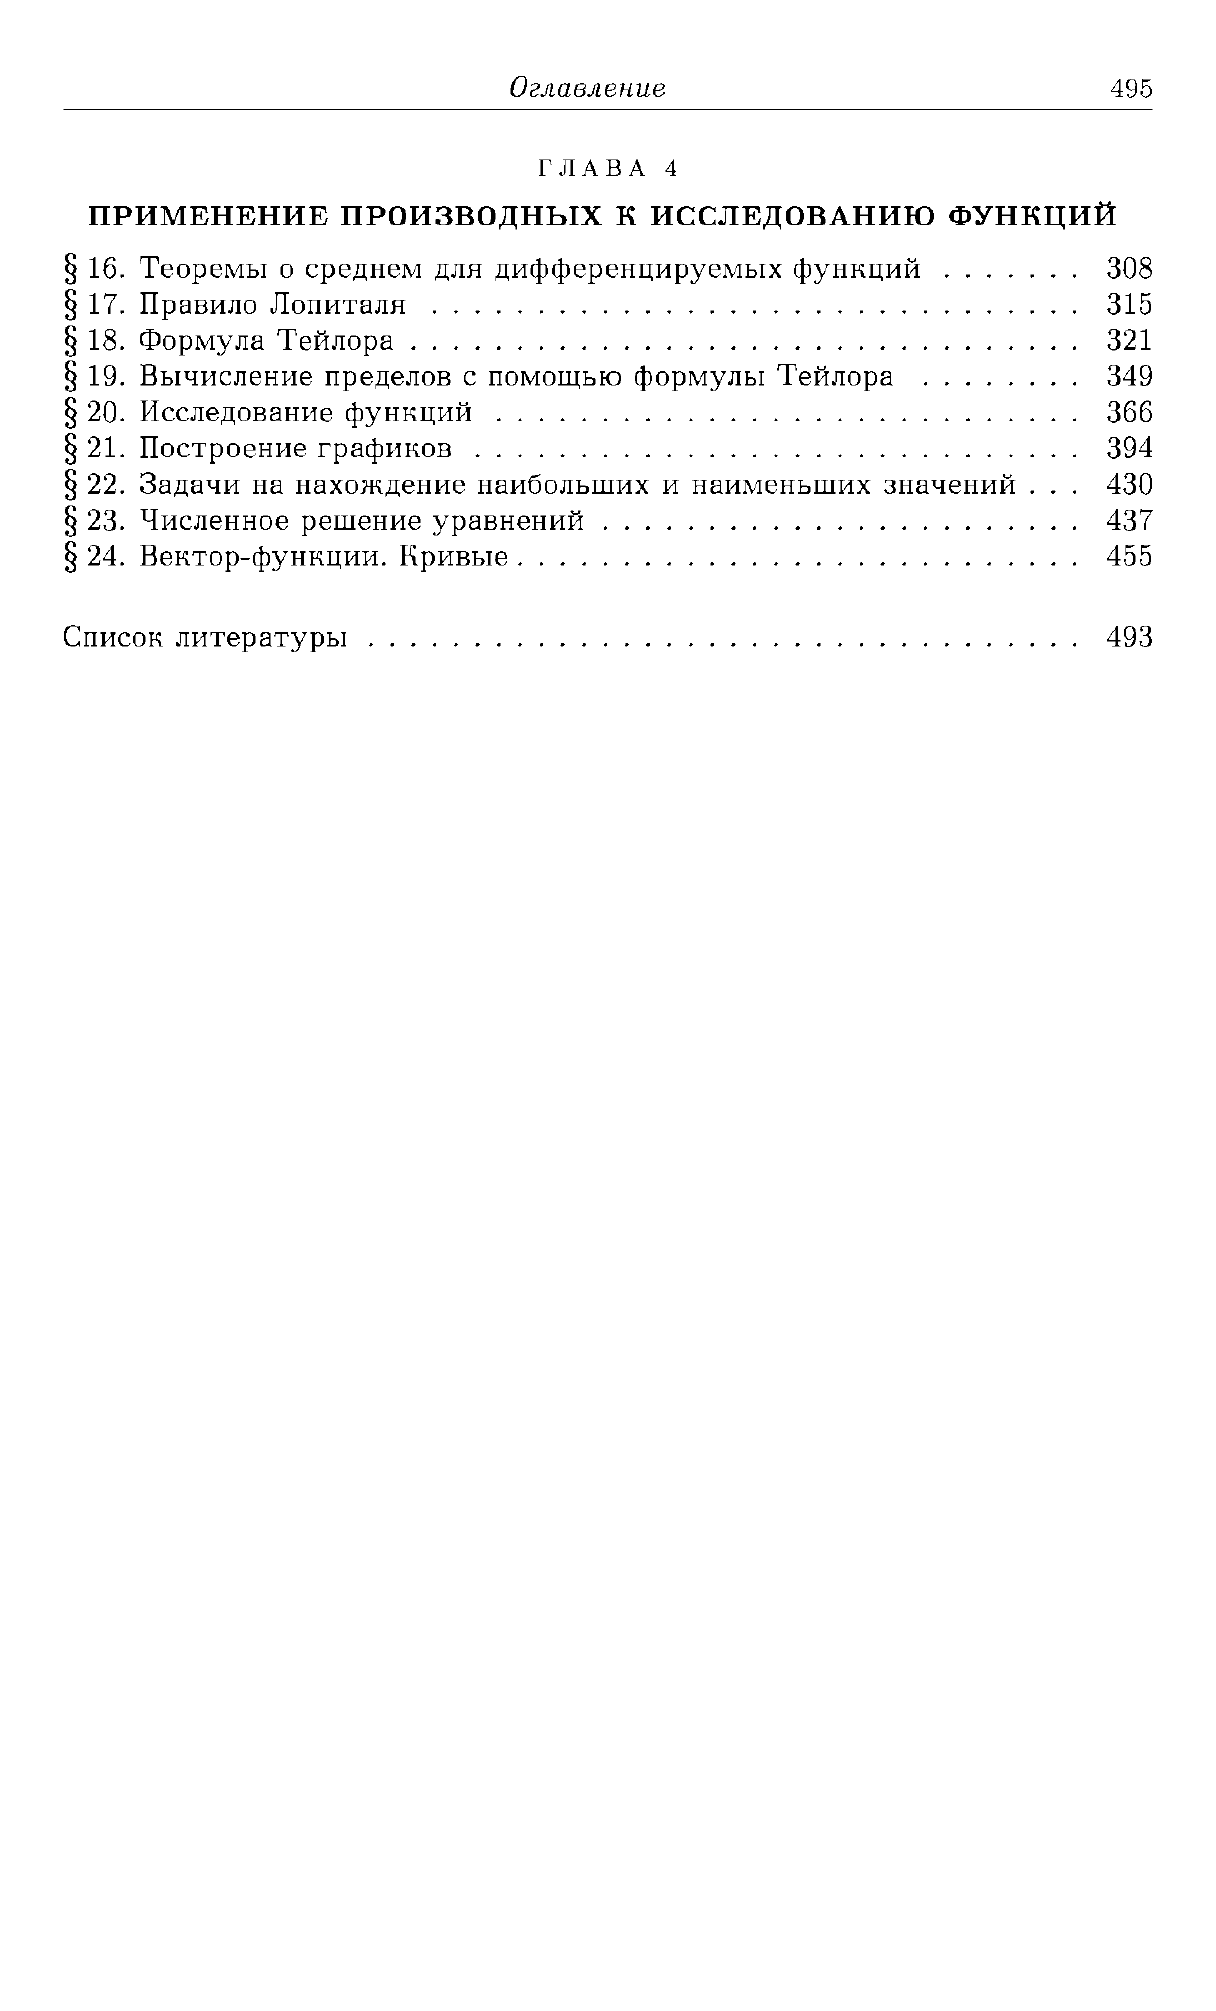 Оглавление 495
ГЛАВА 4
ПРИМЕНЕНИЕ ПРОИЗВОДНЫХ К ИССЛЕДОВАНИЮ ФУНКЦИЙ
§ 16. Теоремы о среднем для дифференцируемых функций . . . . . . . 308
§ 17. Правило Лопиталя . . . . . . . . . . . . . . . . . . . . . . . . . . . . . . . 315
§ 18. Формула Тейлора . . . . . . . . . . . . . . . . . . . . . . . . . . . . . . . . 321
§ 19. Вычисление пределов с помощью формулы Тейлора . . . . . . . . 349
§ 20. Исследование функций . . . . . . . . . . . . . . . . . . . . . . . . . . . . 366
§ 21. Построение графиков . . . . . . . . . . . . . . . . . . . . . . . . . . . . . 394
§ 22. Задачи на нахождение наибольших и наименьших значений . . . 430
§ 23. Численное решение уравнений . . . . . . . . . . . . . . . . . . . . . . . 437
§ 24. Вектор-функции. Кривые . . . . . . . . . . . . . . . . . . . . . . . . . . . 455
Список литературы . . . . . . . . . . . . . . . . . . . . . . . . . . . . . . . . . . 493